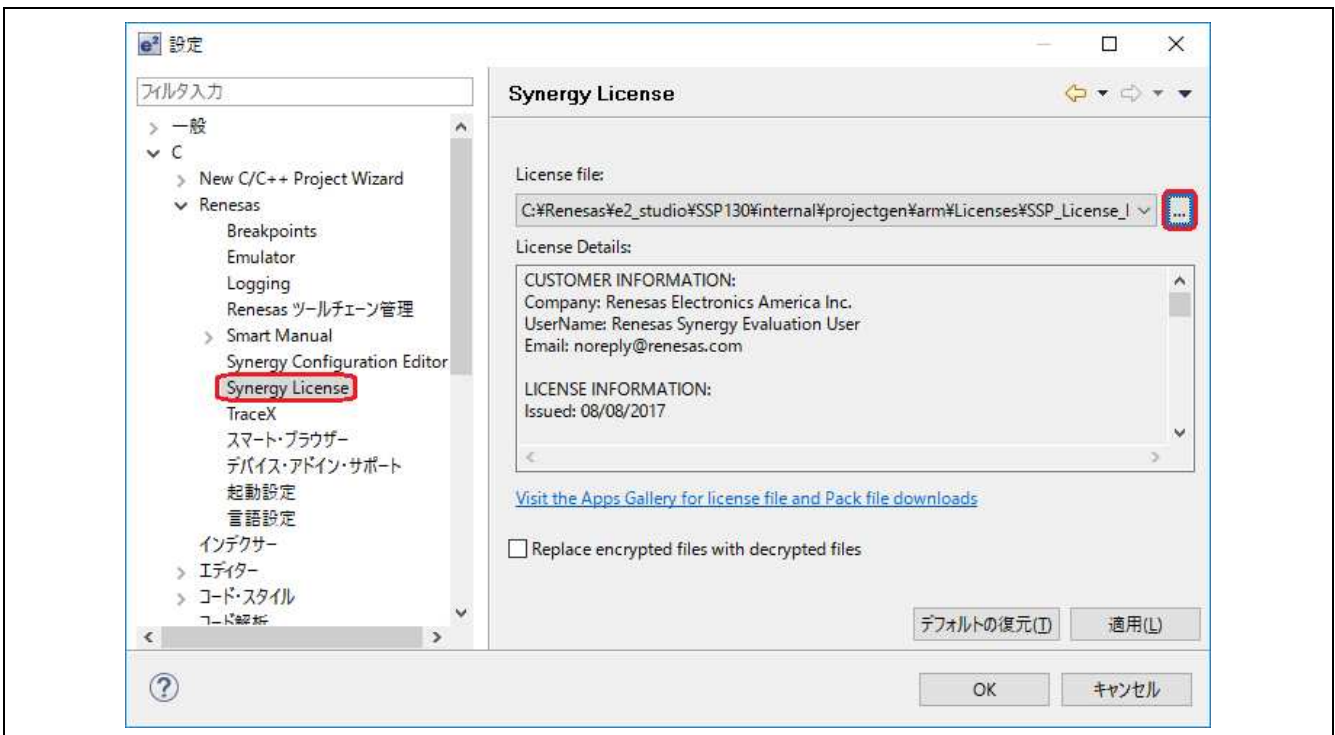 e² 設定
フィルタ入力
一般
C
New C/C++ Project Wizard
Renesas
Breakpoints
Emulator
Logging
Renesas ツールチェーン管理
Smart Manual
Synergy Configuration Editor
Synergy License
TraceX
スマート・ブラウザー
デバイス・アドイン・サポート
起動設定
言語設定
インデクサー
エディター
コード・スタイル
コード解析
Synergy License
License file:
C:¥Renesas¥e2_studio¥SSP130¥internal¥projectgen¥arm¥Licenses¥SSP_License_
...
License Details:
CUSTOMER INFORMATION:
Company: Renesas Electronics America Inc.
UserName: Renesas Synergy Evaluation User
Email: noreply@renesas.com
LICENSE INFORMATION:
Issued: 08/08/2017
Visit the Apps Gallery for license file and Pack file downloads
Replace encrypted files with decrypted files
デフォルトの復元(T)
適用(L)
?
OK
キャンセル